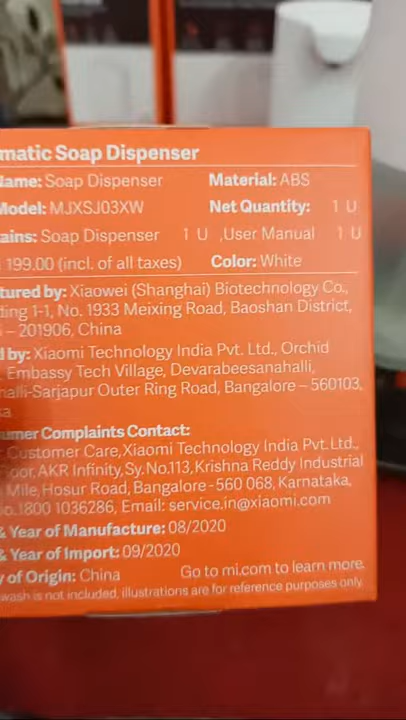 matic Soap Dispenser
ame: Soap Dispenser Material: ABS
Model: MJXSJ03XW Net Quantity: 1 U
ains: Soap Dispenser 1 U ,User Manual 1 U
199.00 (incl. of all taxes) Color: White
tured by: Xiaowei (Shanghai) Biotechnology Co.,
ding 1-1, No. 1933 Meixing Road, Baoshan District,
i – 201906, China
d by: Xiaomi Technology India Pvt. Ltd., Orchid
, Embassy Tech Village, Devarabeesanahalli,
halli-Sarjapur Outer Ring Road, Bangalore – 560103,
ka
umer Complaints Contact:
r: Customer Care, Xiaomi Technology India Pvt. Ltd.,
loor, AKR Infinity, Sy. No.113, Krishna Reddy Industrial
Mile, Hosur Road, Bangalore - 560 068, Karnataka,
o. 1800 1036286, Email: service.in@xiaomi.com
& Year of Manufacture: 08/2020
& Year of Import: 09/2020
y of Origin: China Go to mi.com to learn more.
wash is not included, illustrations are for reference purposes only.